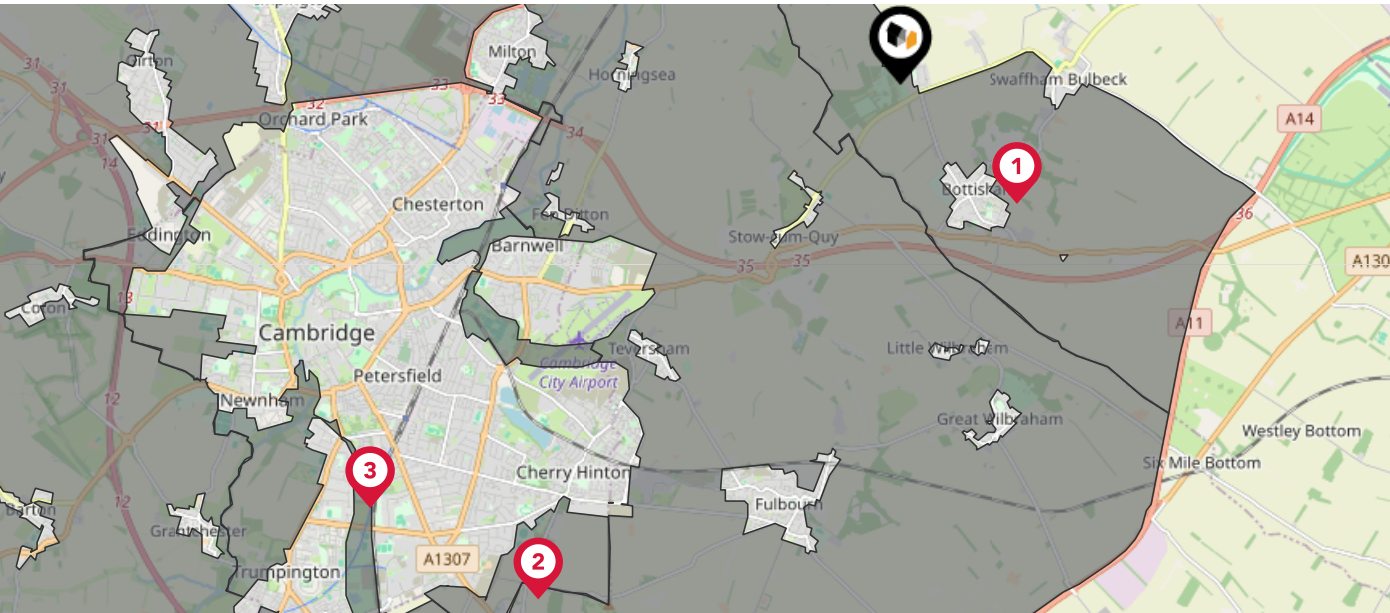 Milton
Girton
Horningsea
Swaffham Bulbeck
31
33
31
32
33
A14
Orchard Park
31
34
31
14
1
Bottisham
Chesterton
Fen Ditton
36
Eddington
Barnwell
Stow-cum-Quy
35
35
A130
13
Coton
A11
Cambridge
Teversham
Little Wilbraham
Cambridge
City Airport
Petersfield
12
Newnham
Great Wilbraham
Westley Bottom
3
Cherry Hinton
Six Mile Bottom
12
Fulbourn
Barton
Grantchester
A1307
2
Trumpington